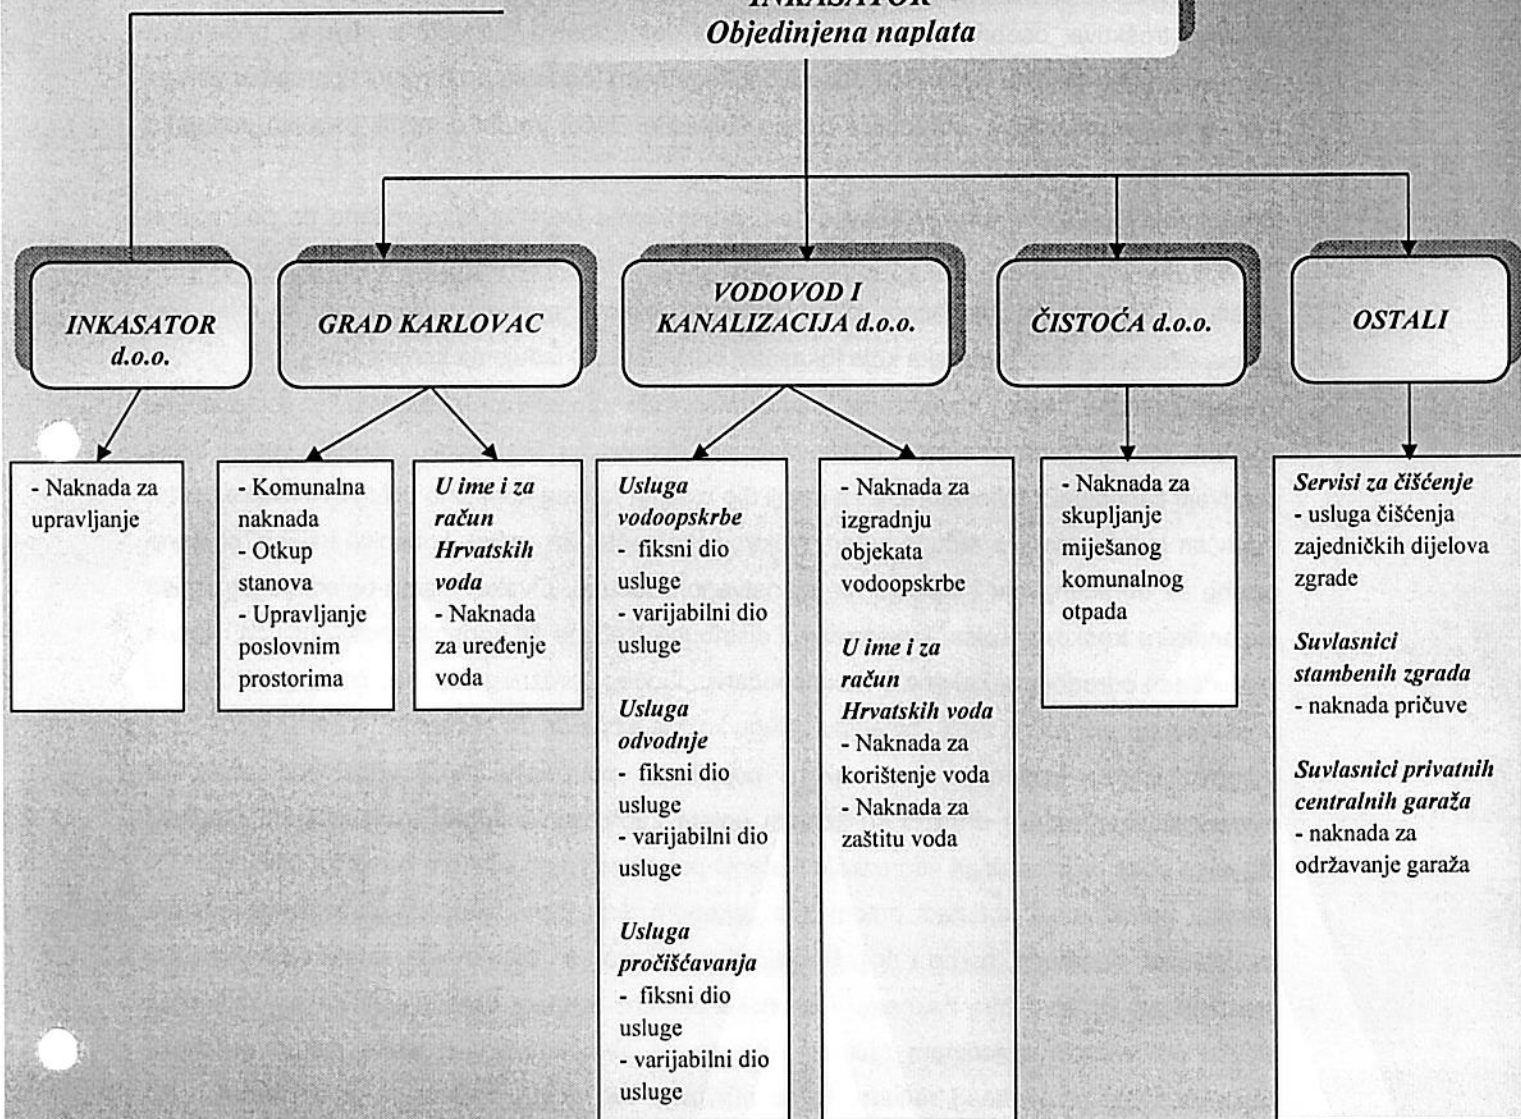 INKASATOR
Objedinjena naplata
INKASATOR
d.o.o.
GRAD KARLOVAC
VODOVOD I
KANALIZACIJA d.o.o.
ČISTOĆA d.o.o.
OSTALI
- Naknada za
upravljanje
- Komunalna
naknada
- Otkup
stanova
- Upravljanje
poslovnim
prostorima
U ime i za
račun
Hrvatskih
voda
- Naknada
za uređenje
voda
Usluga
vodoopskrbe
- fiksni dio
usluge
- varijabilni dio
usluge
Usluga
odvodnje
- fiksni dio
usluge
- varijabilni dio
usluge
Usluga
pročišćavanja
- fiksni dio
usluge
- varijabilni dio
usluge
- Naknada za
izgradnju
objekata
vodoopskrbe
U ime i za
račun
Hrvatskih voda
- Naknada za
korištenje voda
- Naknada za
zaštitu voda
- Naknada za
skupljanje
miješanog
komunalnog
otpada
Servisi za čišćenje
- usluga čišćenja
zajedničkih dijelova
zgrade
Suvlasnici
stambenih zgrada
- naknada pričuve
Suvlasnici privatnih
centralnih garaža
- naknada za
održavanje garaža